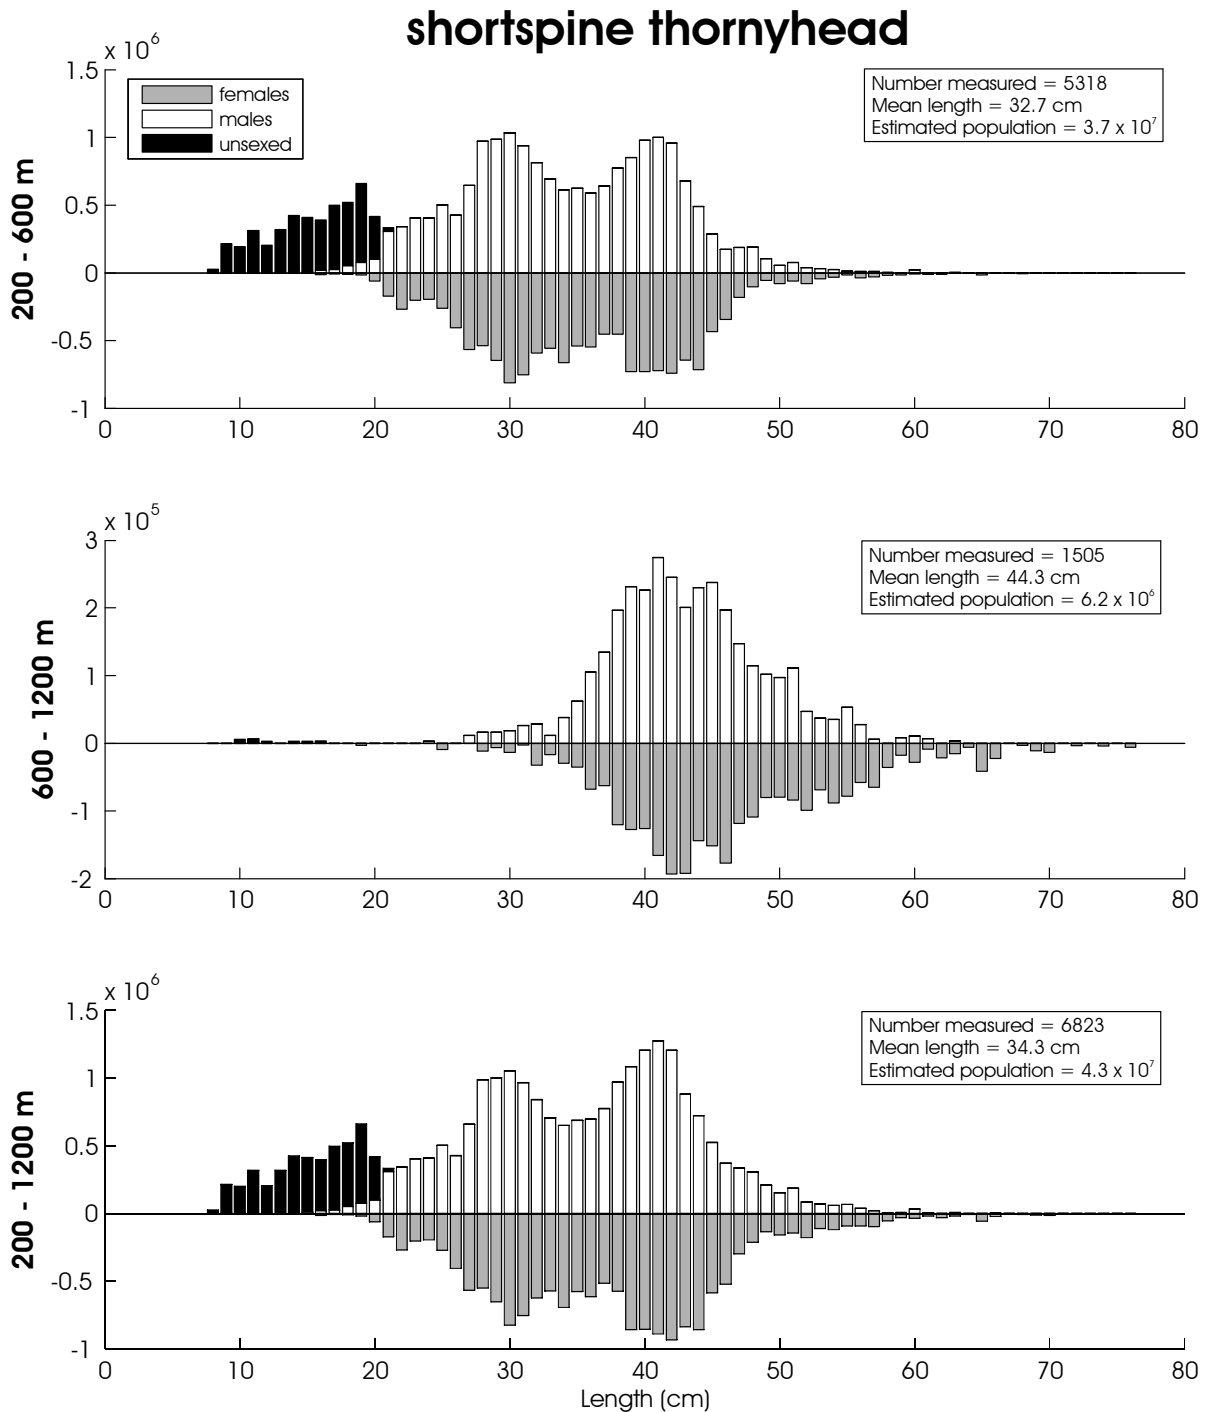 shortspine thornyhead
x 10^6
1.5
1
0.5
0
-0.5
-1
200 - 600 m
females
males
unsexed
Number measured = 5318
Mean length = 32.7 cm
Estimated population = 3.7 x 10^7
0 10 20 30 40 50 60 70 80
x 10^5
3
2
1
0
-1
-2
600 - 1200 m
Number measured = 1505
Mean length = 44.3 cm
Estimated population = 6.2 x 10^6
0 10 20 30 40 50 60 70 80
x 10^6
1.5
1
0.5
0
-0.5
-1
200 - 1200 m
Number measured = 6823
Mean length = 34.3 cm
Estimated population = 4.3 x 10^7
0 10 20 30 40 50 60 70 80
Length (cm)